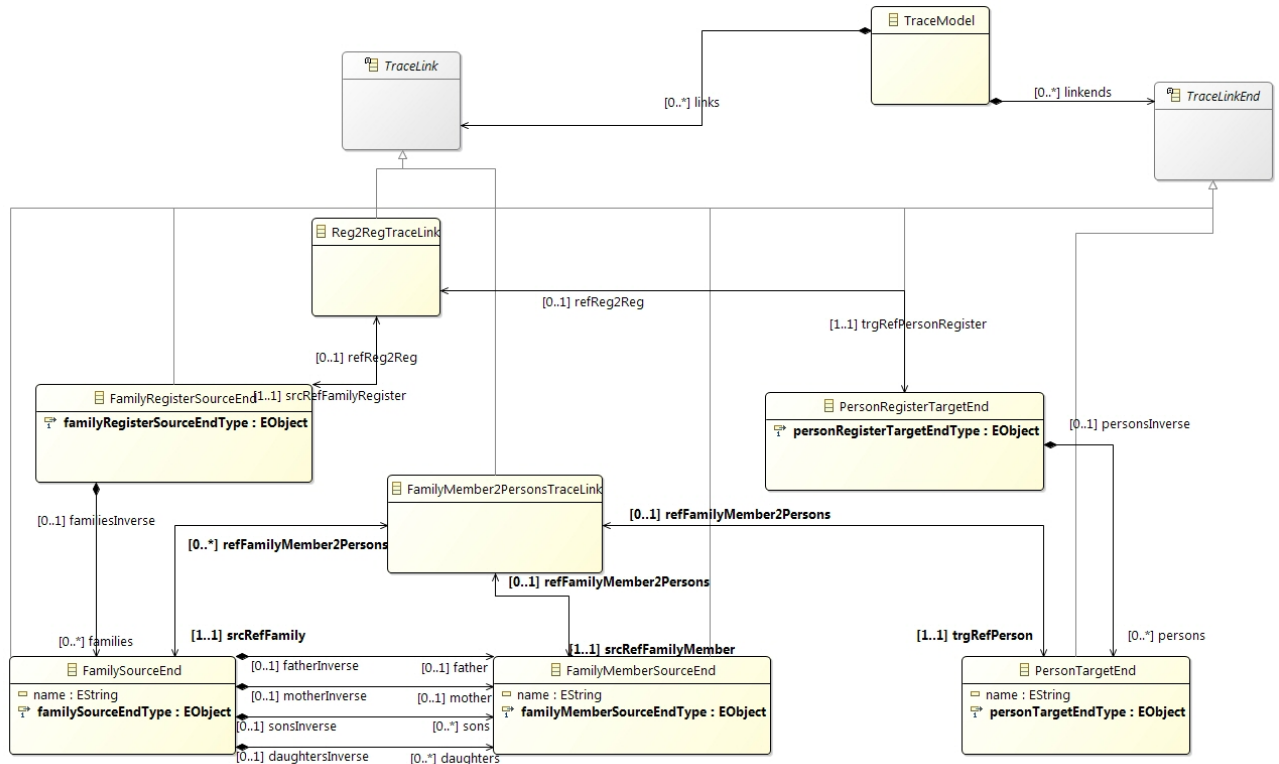 TraceModel
TraceLink
[0..*] linkends
TraceLinkEnd
[0..*] links
Reg2RegTraceLink
[0..1] refReg2Reg
[1..1] trgRefPersonRegister
[0..1] refReg2Reg
FamilyRegisterSourceEnd
[1..1] srcRefFamilyRegister
familyRegisterSourceEndType : EObject
PersonRegisterTargetEnd
personRegisterTargetEndType : EObject
[0..1] personsInverse
FamilyMember2PersonsTraceLink
[0..1] familiesInverse
[0..1] refFamilyMember2Persons
[0..*] refFamilyMember2Persons
[0..1] refFamilyMember2Persons
[1..1] srcRefFamily
[1..1] trgRefPerson
[0..*] persons
[0..*] families
[1..1] srcRefFamilyMember
FamilySourceEnd
name : EString
familySourceEndType : EObject
[0..1] fatherInverse
[0..1] father
[0..1] motherInverse
[0..1] mother
[0..1] sonsInverse
[0..*] sons
[0..1] daughtersInverse
[0..*] daughters
FamilyMemberSourceEnd
name : EString
familyMemberSourceEndType : EObject
PersonTargetEnd
name : EString
personTargetEndType : EObject